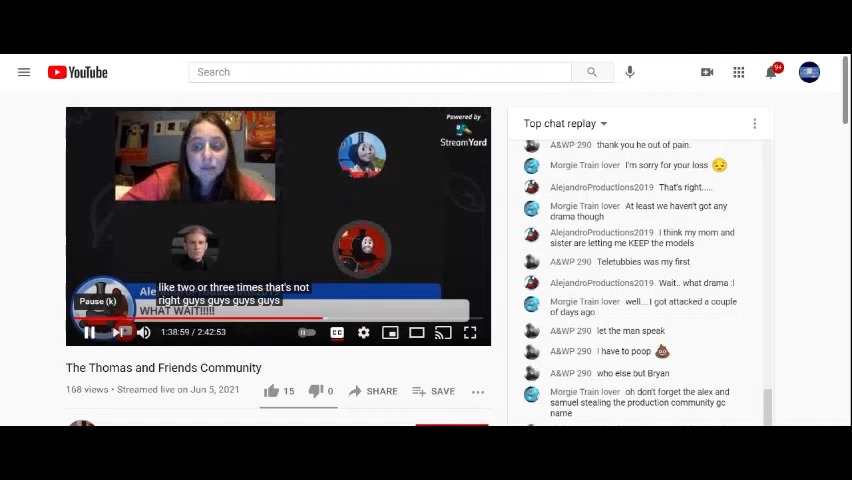 YouTube
Search
9+
Powered by
StreamYard
like two or three times that's not
right guys guys guys guys
Ale
WHAT WAIT!!!!!
Pause (k)
1:38:59 / 2:42:53
CC
The Thomas and Friends Community
168 views • Streamed live on Jun 5, 2021
15
0
SHARE
SAVE
Top chat replay
A&WP 290 thank you he out of pain.
Morgie Train lover I'm sorry for your loss
AlejandroProductions2019 That's right.....
Morgie Train lover At least we haven't got any
drama though
AlejandroProductions2019 I think my mom and
sister are letting me KEEP the models
A&WP 290 Teletubbies was my first
AlejandroProductions2019 Wait.. what drama :l
Morgie Train lover well... I got attacked a couple
of days ago
A&WP 290 let the man speak
A&WP 290 I have to poop
A&WP 290 who else but Bryan
Morgie Train lover oh don't forget the alex and
samuel stealing the production community gc
name